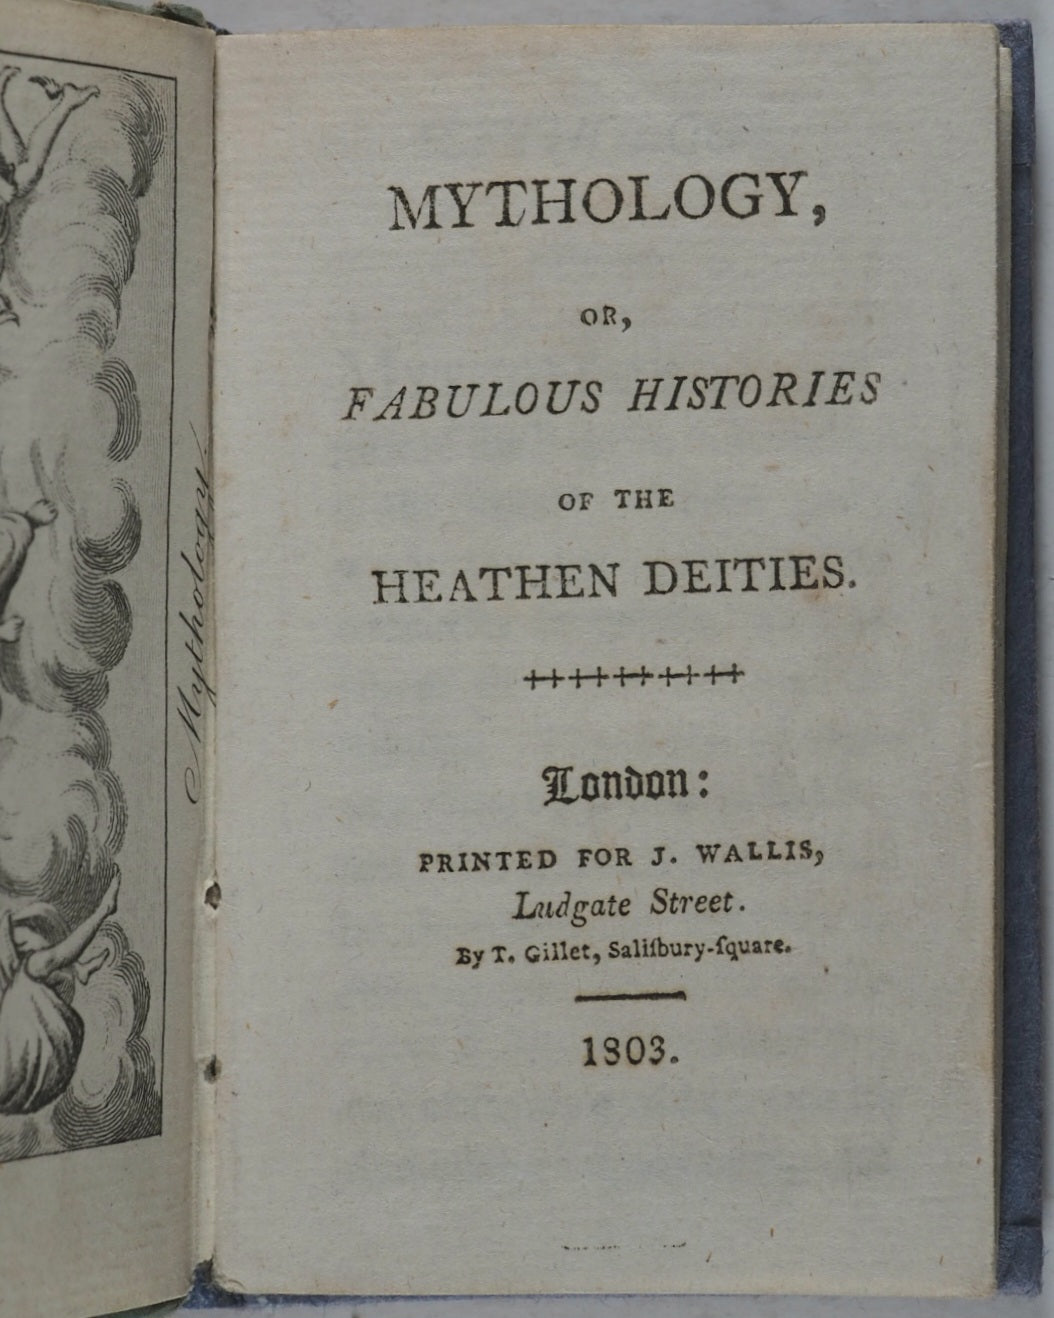 Mythology.
MYTHOLOGY,
OR,
FABULOUS HISTORIES
OF THE
HEATHEN DEITIES.
London:
PRINTED FOR J. WALLIS,
Ludgate Street.
By T. Gillet, Saliſbury-ſquare.
1803.